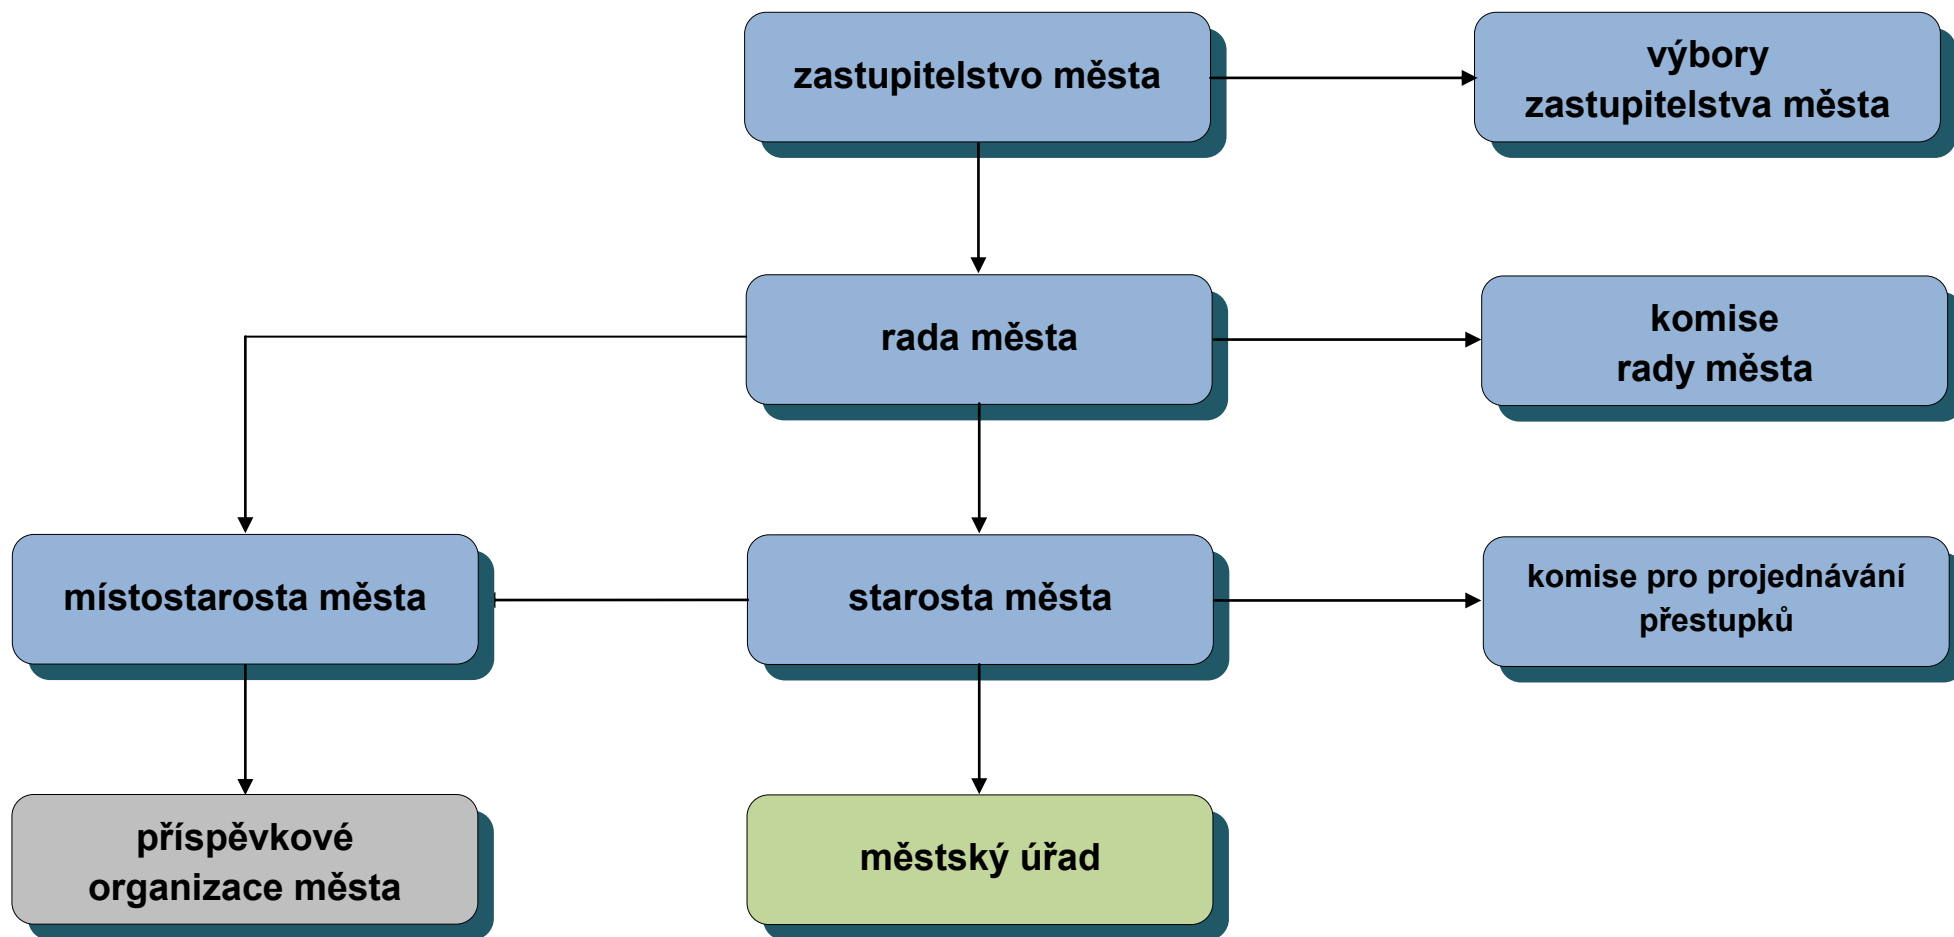 zastupitelstvo města
výbory
zastupitelstva města
rada města
komise
rady města
místostarosta města
starosta města
komise pro projednávání
přestupků
příspěvkové
organizace města
městský úřad